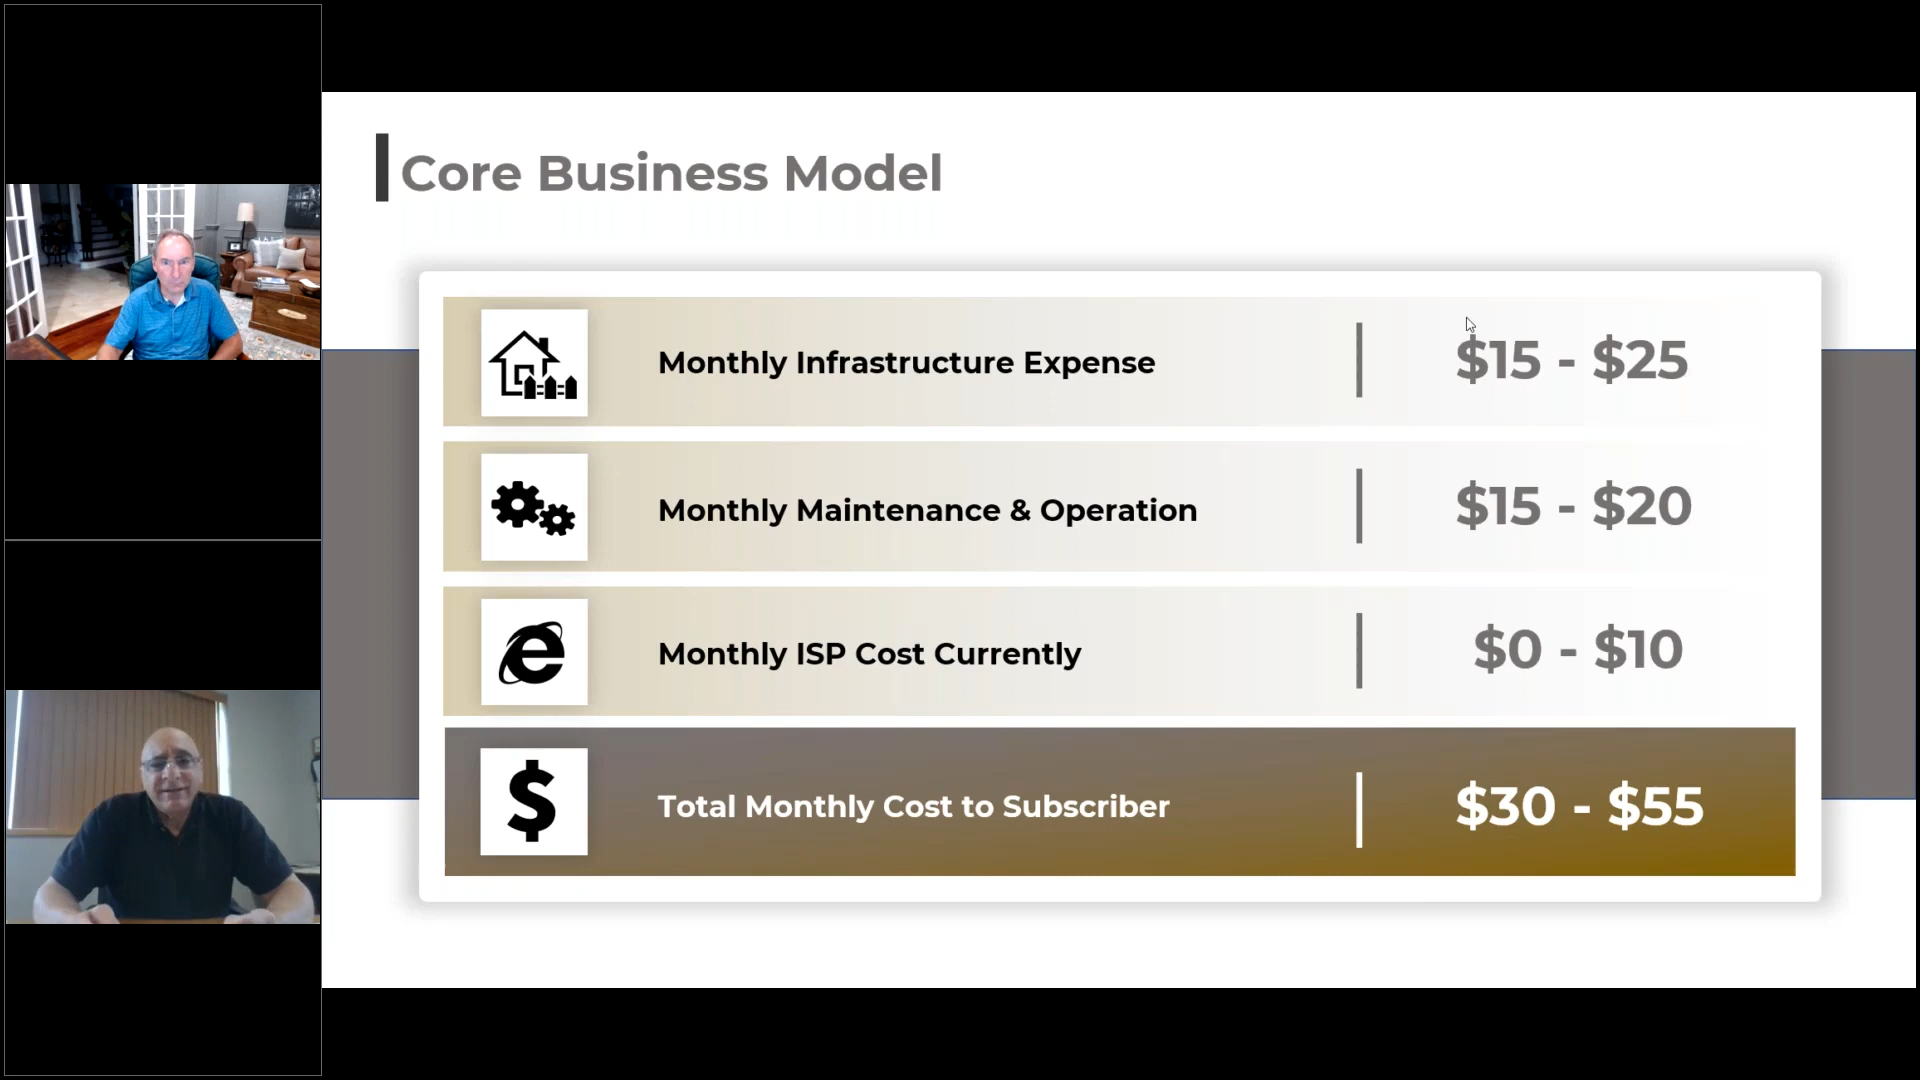 Core Business Model
Monthly Infrastructure Expense
$15 - $25
Monthly Maintenance & Operation
$15 - $20
Monthly ISP Cost Currently
$0 - $10
Total Monthly Cost to Subscriber
$30 - $55